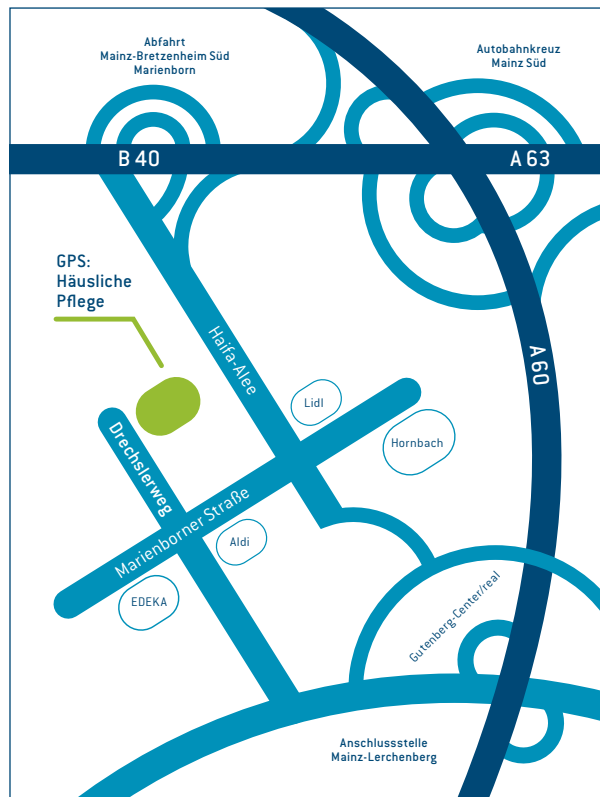 Abfahrt
Mainz-Bretzenheim Süd
Marienborn
Autobahnkreuz
Mainz Süd
B 40
A 63
GPS:
Häusliche
Pflege
Haifa-Alee
A 60
Lidl
Hornbach
Drechslerweg
Marienborner Straße
Aldi
EDEKA
Gutenberg-Center/real
Anschlussstelle
Mainz-Lerchenberg